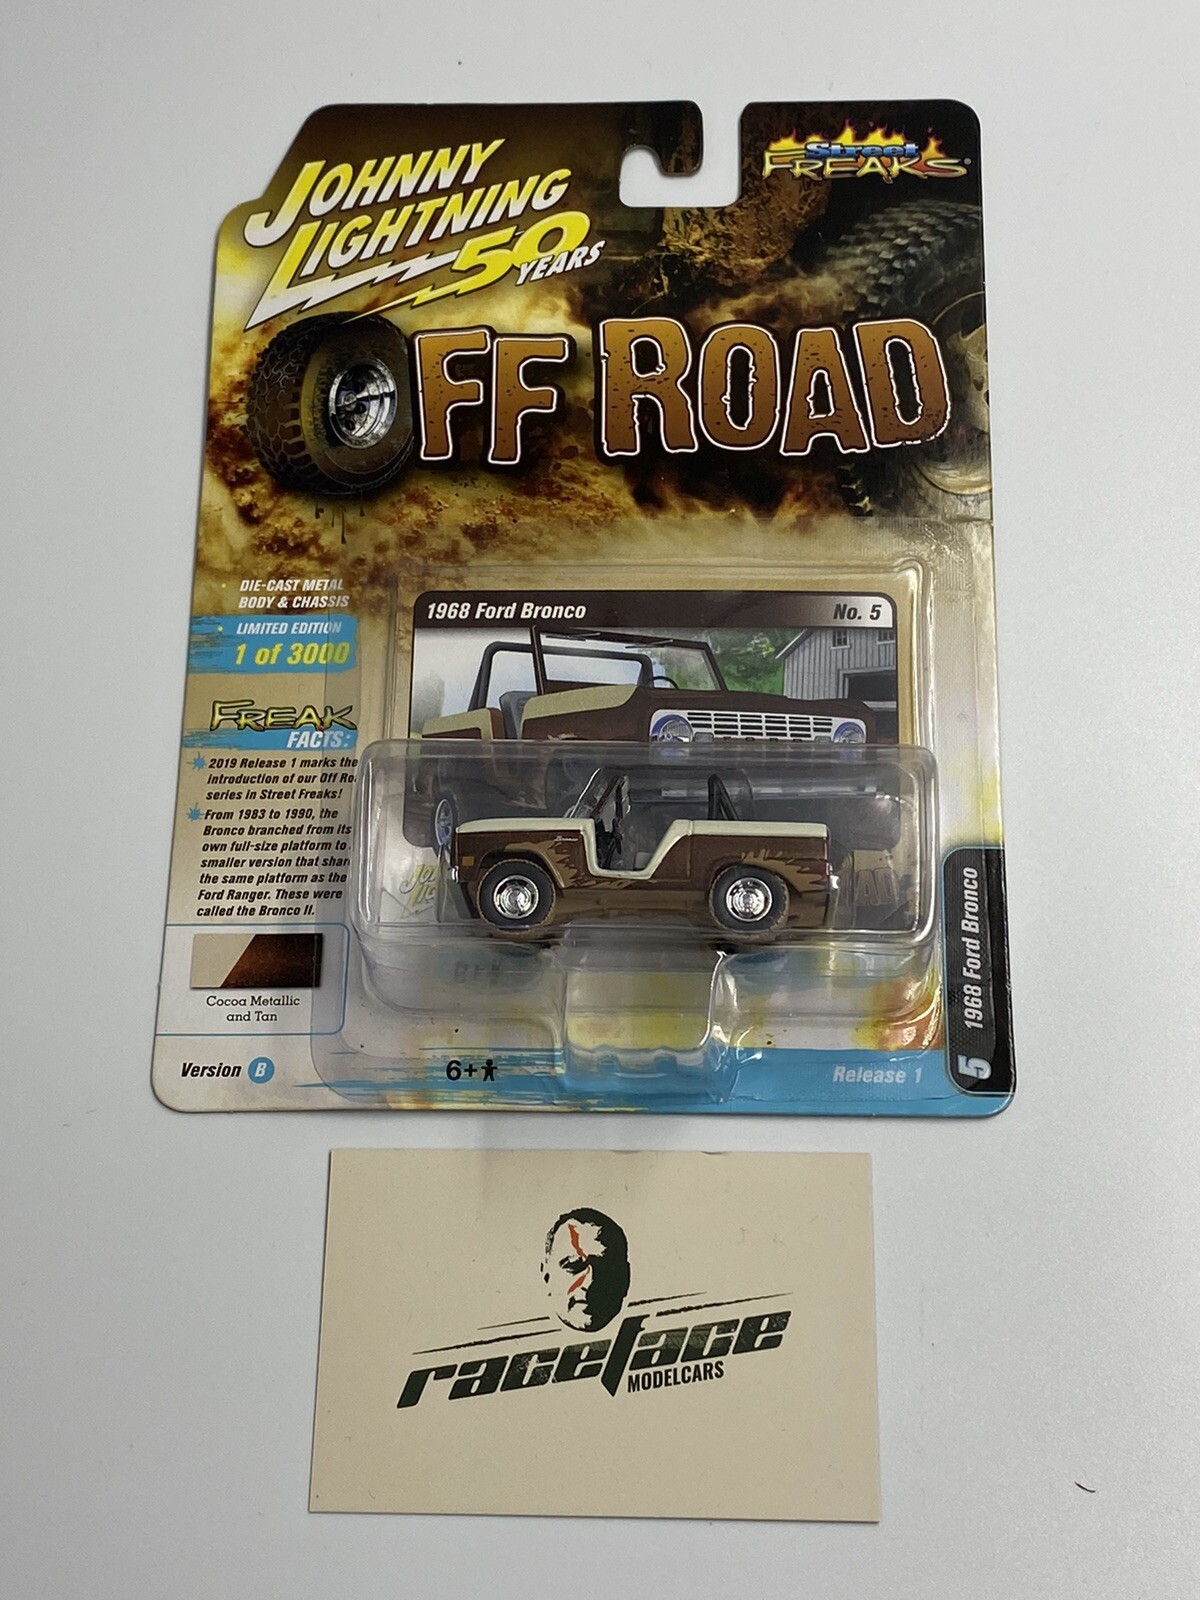 JOHNNY
LIGHTNING
50
YEARS
Street
FREAKS
OFF ROAD
DIE-CAST METAL
BODY & CHASSIS
LIMITED EDITION
1 of 3000
FREAK
FACTS:
2019 Release 1 marks the
introduction of our Off
series in Street Freaks!
From 1983 to 1990, the
Bronco branched from its
own full-size platform to
smaller version that
the same platform as the
Ford Ranger. These were
called the Bronco II.
Cocoa Metallic
and Tan
Version B
6+
1968 Ford Bronco No. 5
Bronco
Release 1
5 1968 Ford Bronco
raceface
MODELCARS